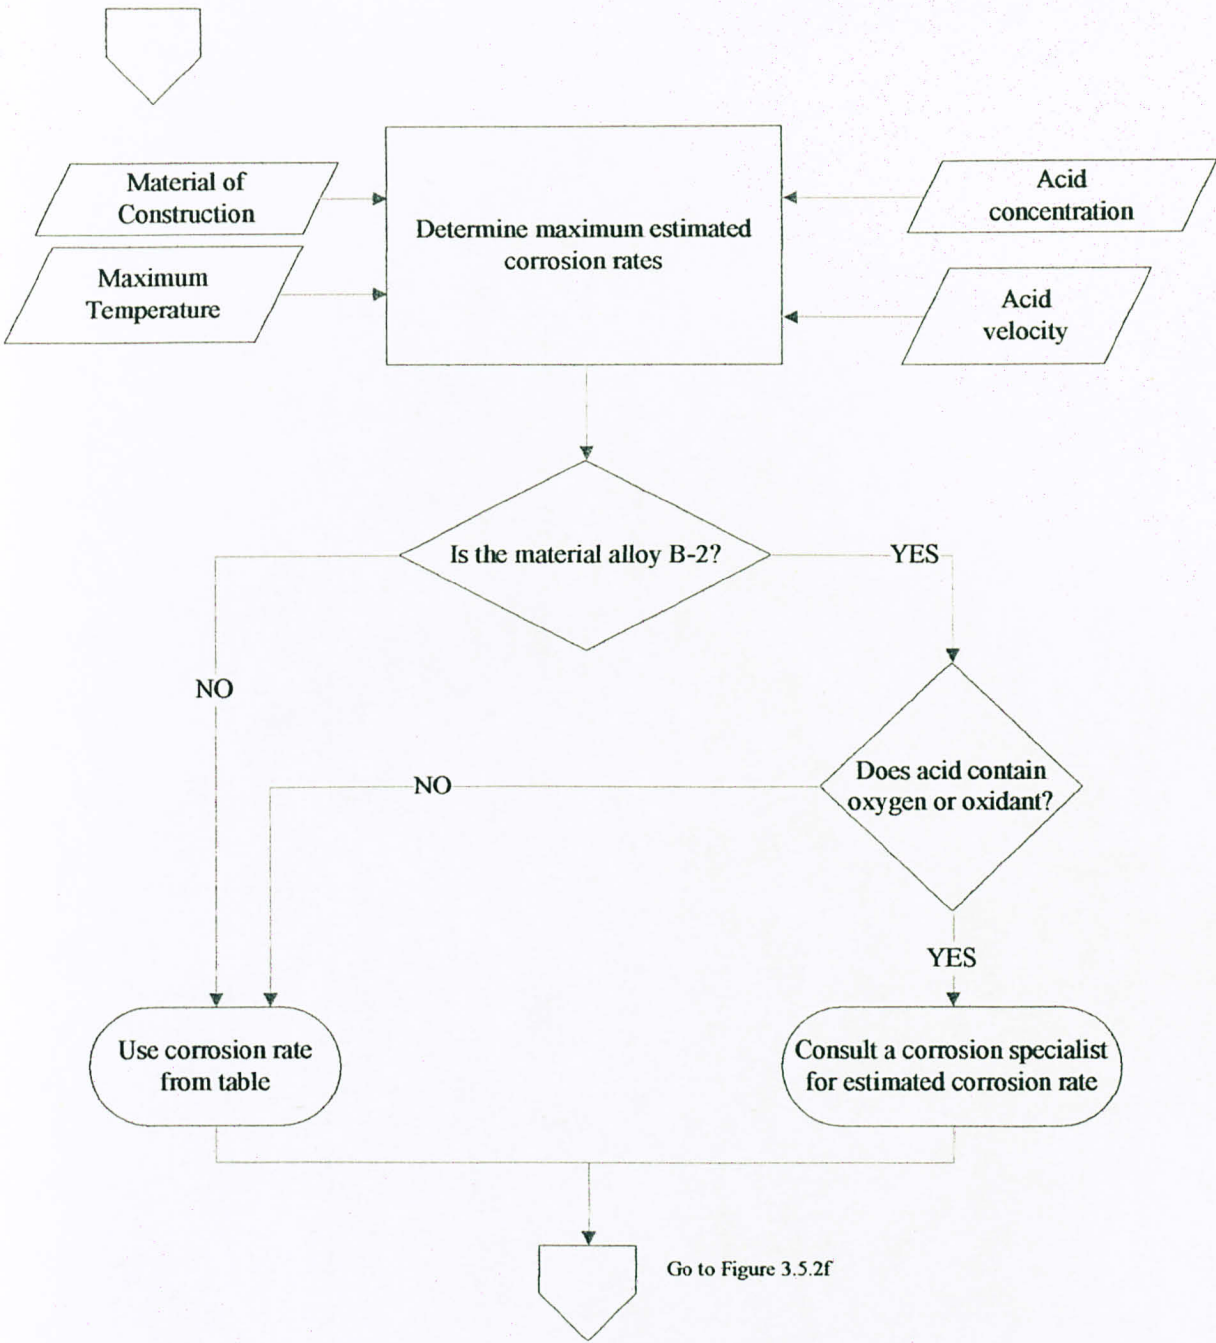 Material of
Construction
Maximum
Temperature
Determine maximum estimated
corrosion rates
Acid
concentration
Acid
velocity
Is the material alloy B-2?
YES
NO
Does acid contain
oxygen or oxidant?
NO
YES
Use corrosion rate
from table
Consult a corrosion specialist
for estimated corrosion rate
Go to Figure 3.5.2f